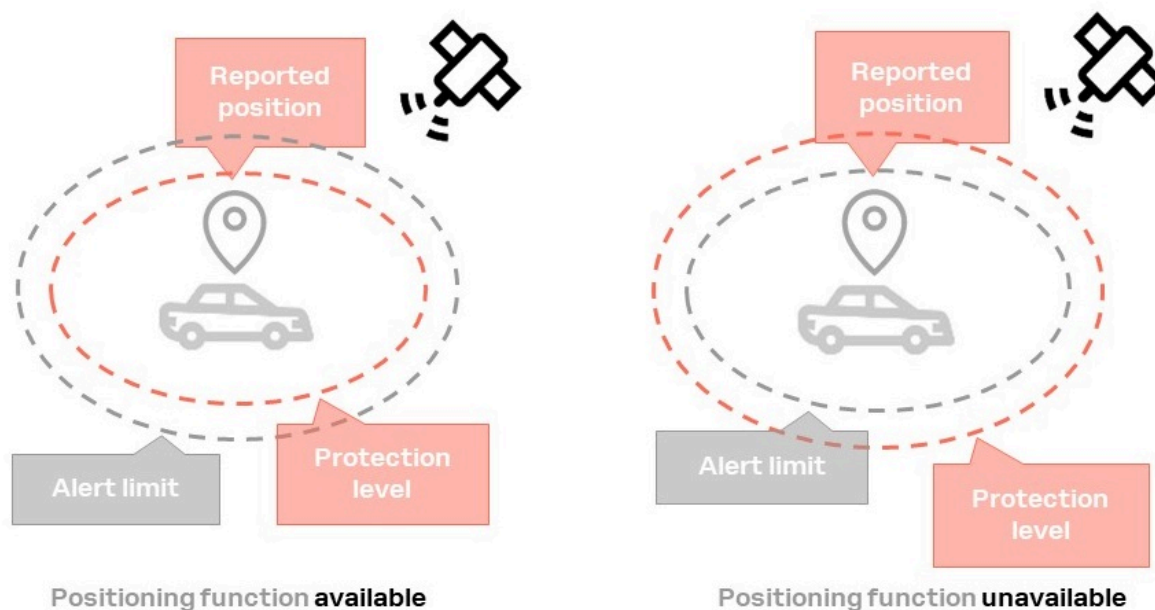 Reported
position
Alert limit
Protection
level
Positioning function available
Reported
position
Alert limit
Protection
level
Positioning function unavailable